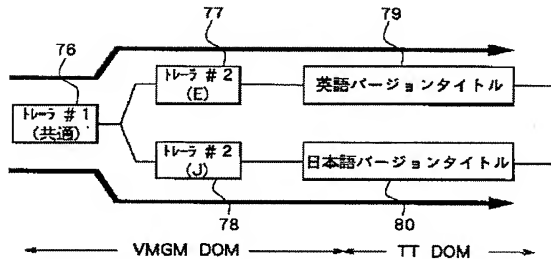 77
79
76
トレーラ # 2
(E)
英語バージョンタイトル
トレーラ # 1
(共通)
トレーラ # 2
(J)
日本語バージョンタイトル
78
80
VMGM DOM
TT DOM